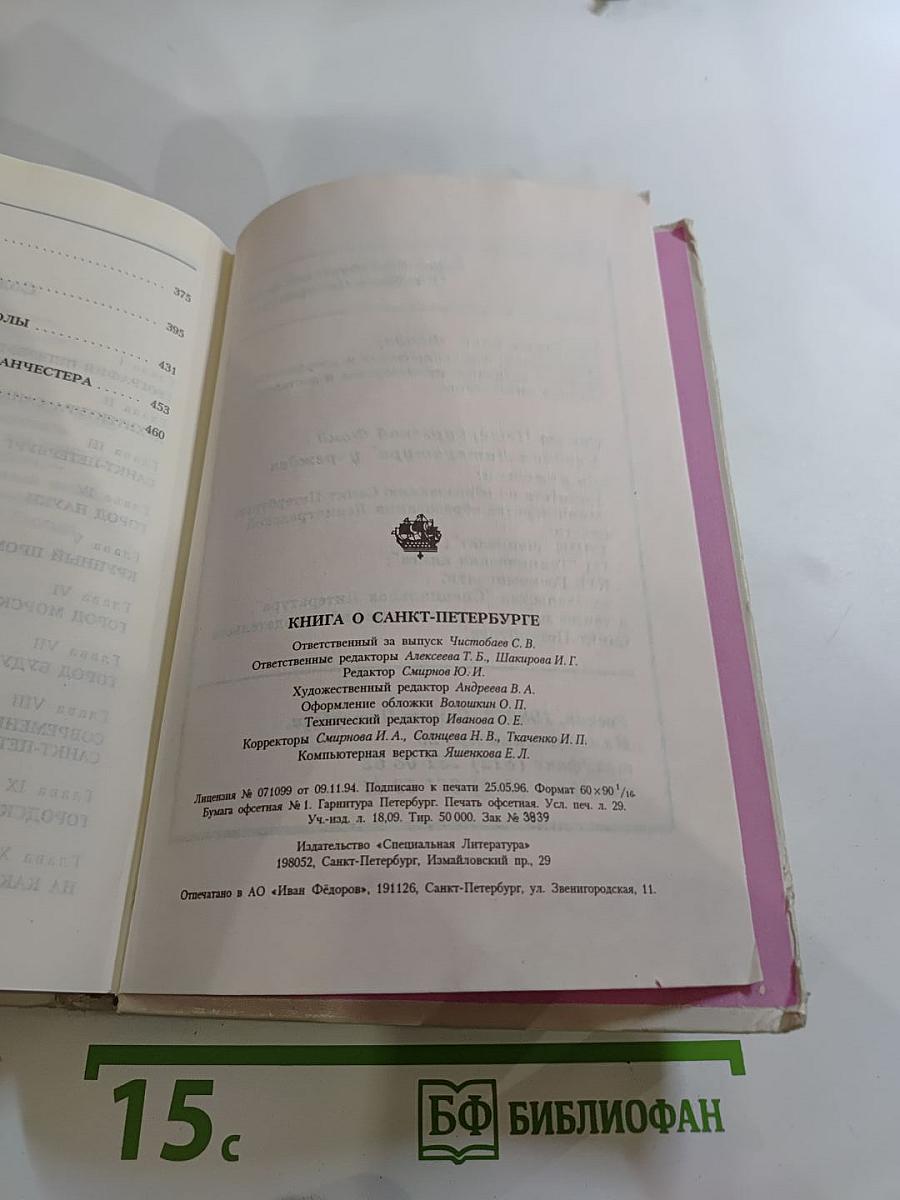 375
395
ОЛЫ 431
АНЧЕСТЕРА 453
460
КНИГА О САНКТ-ПЕТЕРБУРГЕ
Ответственный за выпуск Чистобаев С. В.
Ответственные редакторы Алексеева Т. Б., Шакирова И. Г.
Редактор Смирнов Ю. И.
Художественный редактор Андреева В. А.
Оформление обложки Волошкин О. П.
Технический редактор Иванова О. Е.
Корректоры Смирнова И. А., Солнцева Н. В., Ткаченко И. П.
Компьютерная верстка Яшенкова Е. Л.
Лицензия № 071099 от 09.11.94. Подписано к печати 25.05.96. Формат 60×90 1/16.
Бумага офсетная № 1. Гарнитура Петербург. Печать офсетная. Усл. печ. л. 29.
Уч.-изд. л. 18,09. Тир. 50 000. Зак № 3839
Издательство «Специальная Литература»
198052, Санкт-Петербург, Измайловский пр., 29
Отпечатано в АО «Иван Фёдоров», 191126, Санкт-Петербург, ул. Звенигородская, 11.
15 с
БФ БИБЛИОФАН